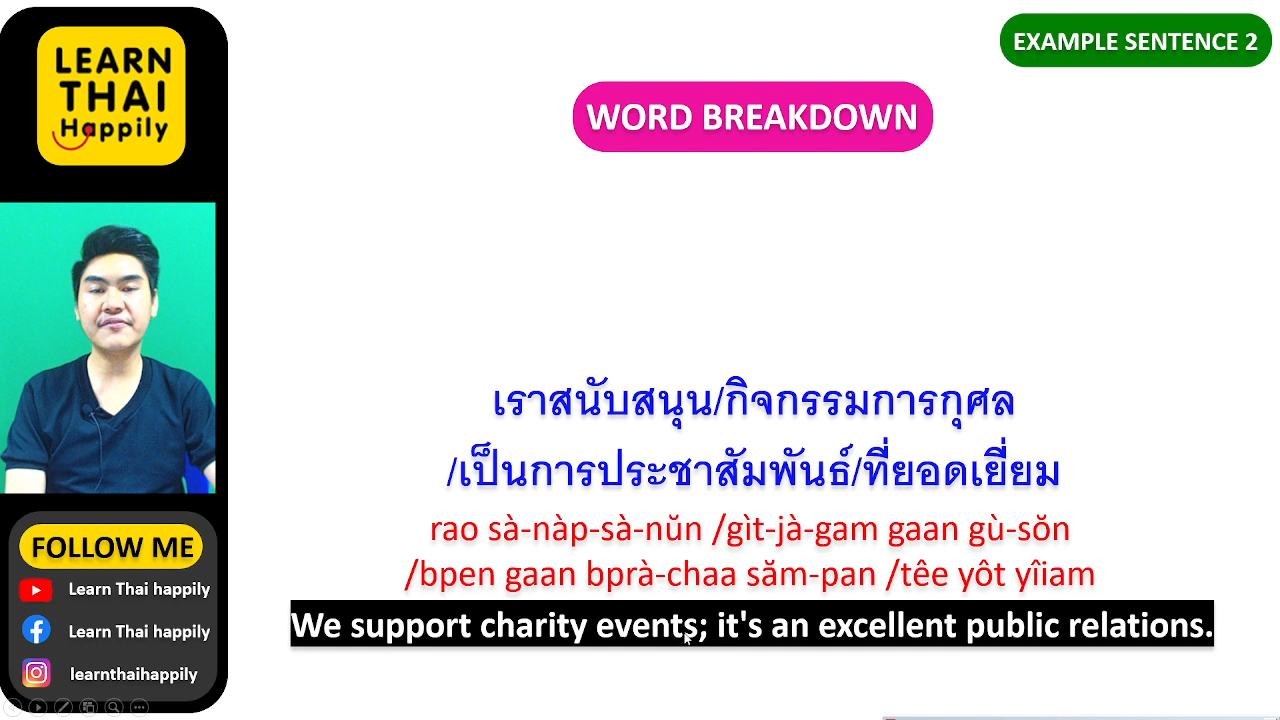 LEARN
THAI
Happily
EXAMPLE SENTENCE 2
WORD BREAKDOWN
เราสนับสนุน/กิจกรรมการกุศล
/เป็นการประชาสัมพันธ์/ที่ยอดเยี่ยม
rao sà-nàp-sà-nŭn /gìt-jà-gam gaan gù-sŏn
/bpen gaan bprà-chaa săm-pan /têe yôt yîiam
We support charity events; it's an excellent public relations.
FOLLOW ME
Learn Thai happily
Learn Thai happily
learnthaihappily